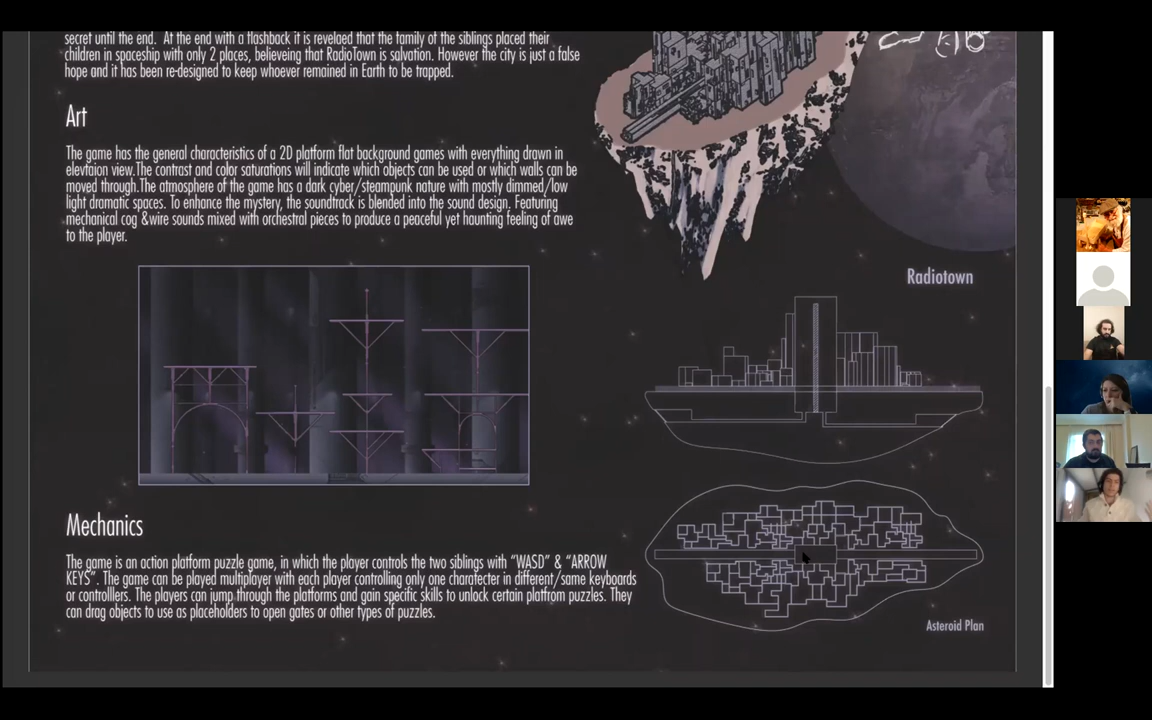 secret until the end. At the end with a flashback it is revelaed that the family of the siblings placed their
children in spaceship with only 2 places, believeing that RadioTown is salvation. However the city is just a false
hope and it has been re-designed to keep whoever remained in Earth to be trapped.
Art
The game has the general characteristics of a 2D platform flat background games with everything drawn in
elevtaion view.The contrast and color saturations will indicate which objects can be used or which walls can be
moved through.The atmosphere of the game has a dark cyber/steampunk nature with mostly dimmed/low
light dramatic spaces. To enhance the mystery, the soundtrack is blended into the sound design. Featuring
mechanical cog &wire sounds mixed with orchestral pieces to produce a peaceful yet haunting feeling of awe
to the player.
Radiotown
Mechanics
The game is an action platform puzzle game, in which the player controls the two siblings with “WASD” & “ARROW
KEYS”. The game can be played multiplayer with each player controlling only one charatecter in different/same keyboards
or controlllers. The players can jump through the platforms and gain specific skills to unlock certain platfrom puzzles. They
can drag objects to use as placeholders to open gates or other types of puzzles.
Asteroid Plan